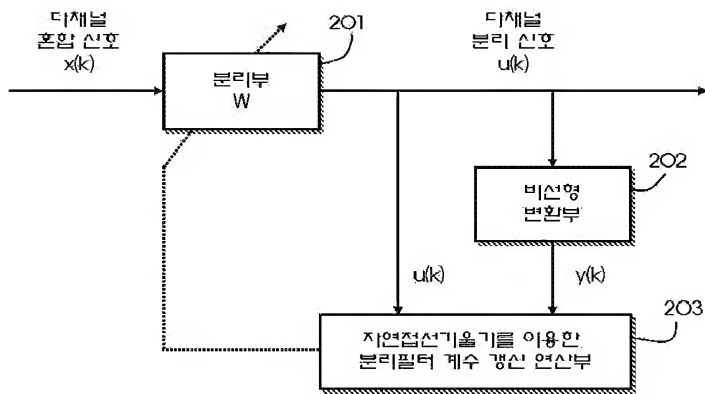 다채널
혼합 신호
x(k)
201
분리부
W
다채널
분리 신호
u(k)
202
비선형
변환부
u(k)
y(k)
203
자연접선기울기를 이용한
분리필터 계수 갱신 연산부